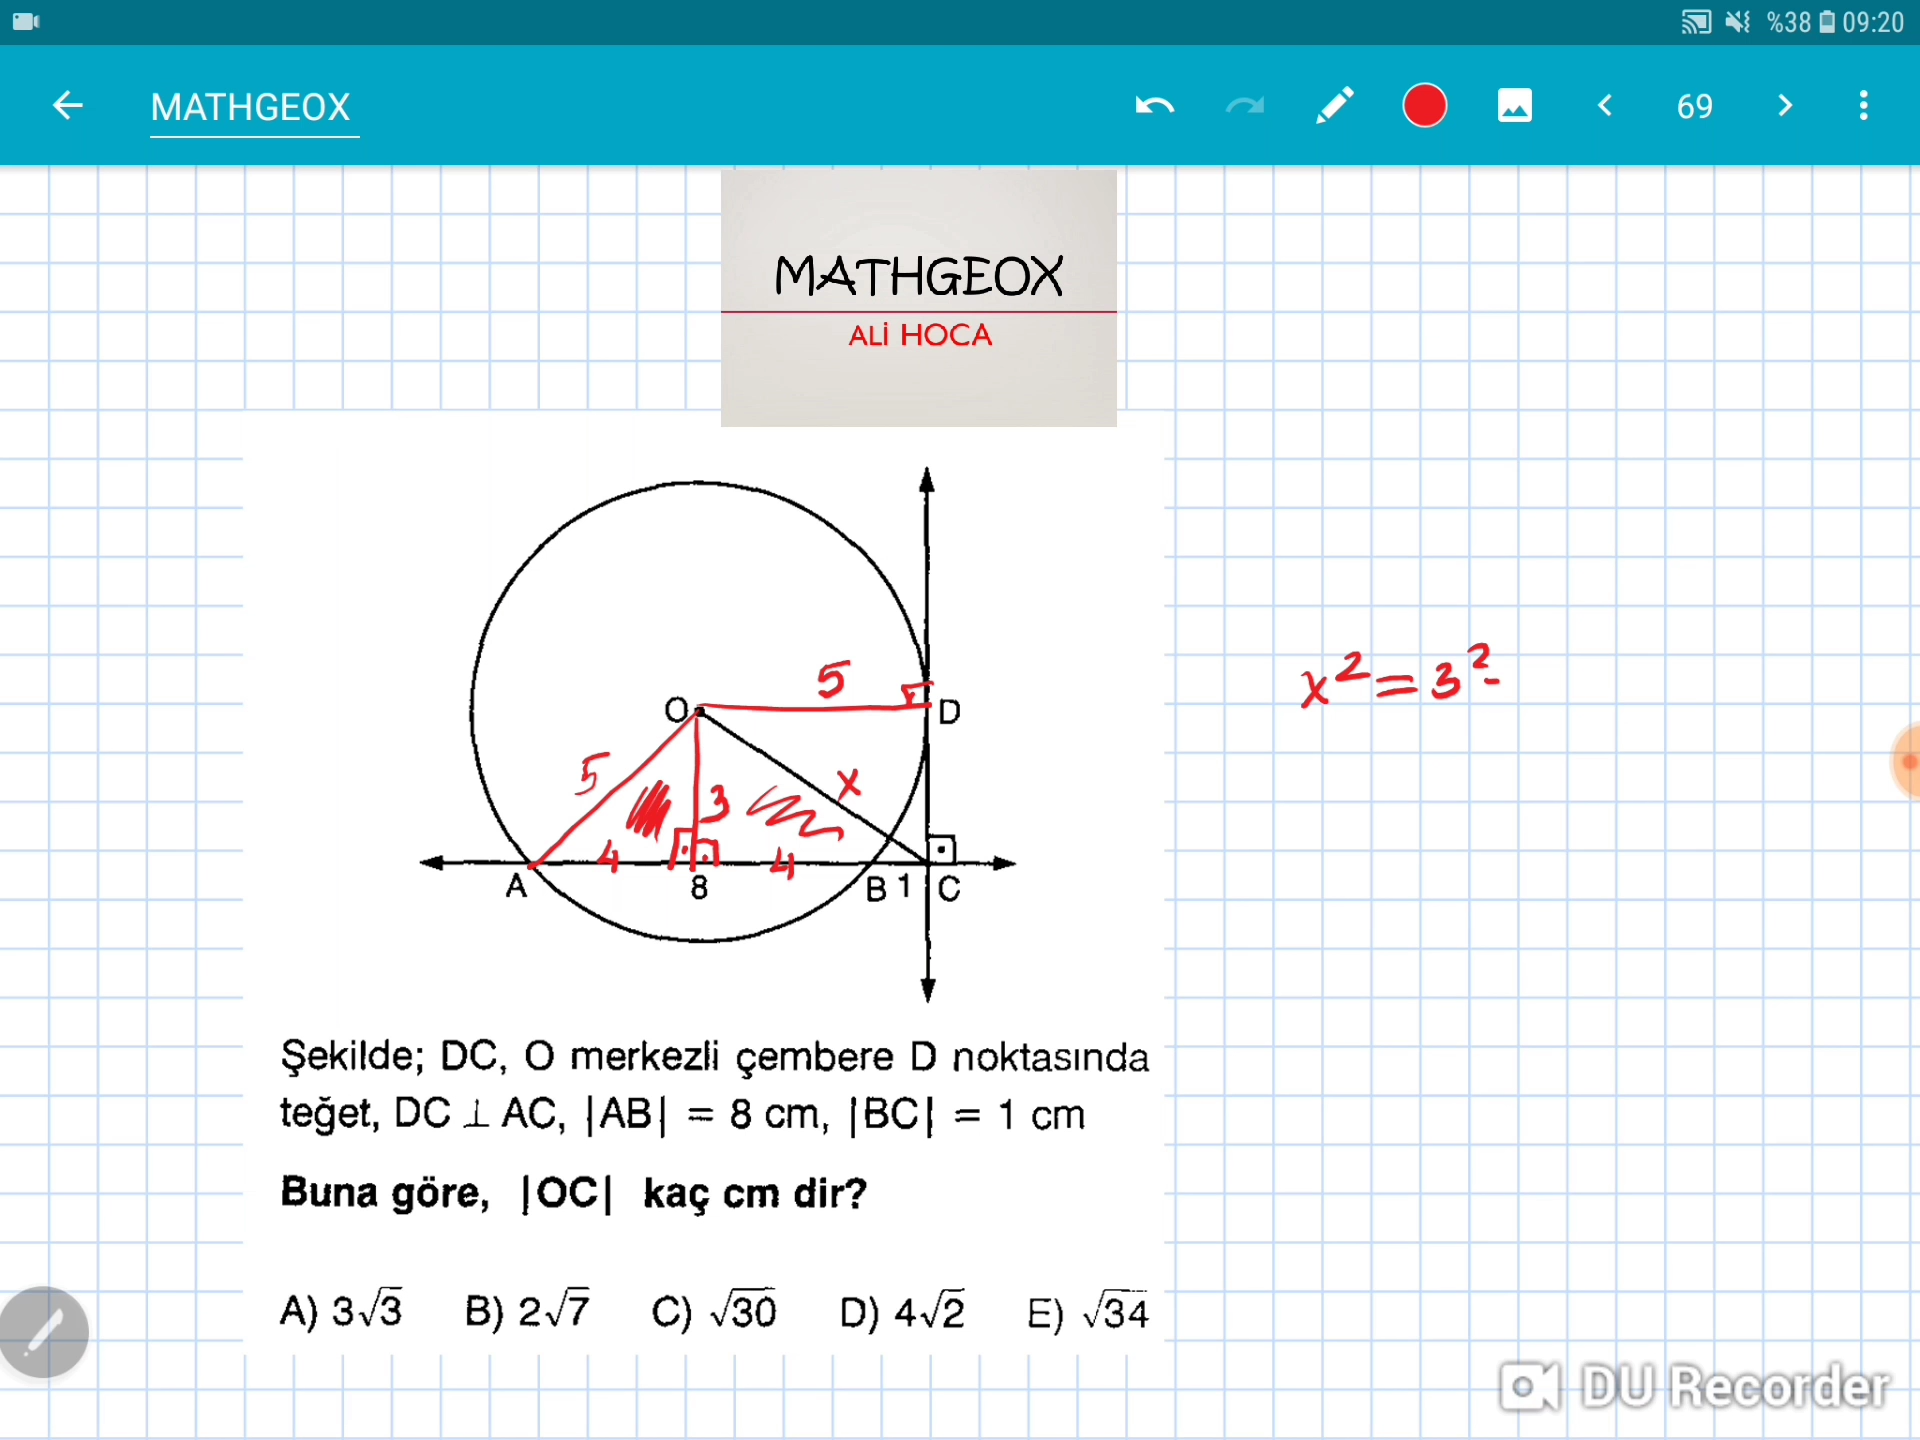 %38 09:20
MATHGEOX
69
MATHGEOX
ALİ HOCA
x² = 3²
5
O
D
5
x
3
4
4
A
8
B 1 C
Şekilde; DC, O merkezli çembere D noktasında
teğet, DC ⊥ AC, |AB| = 8 cm, |BC| = 1 cm
Buna göre, |OC| kaç cm dir?
A) 3√3 B) 2√7 C) √30 D) 4√2 E) √34
DU Recorder